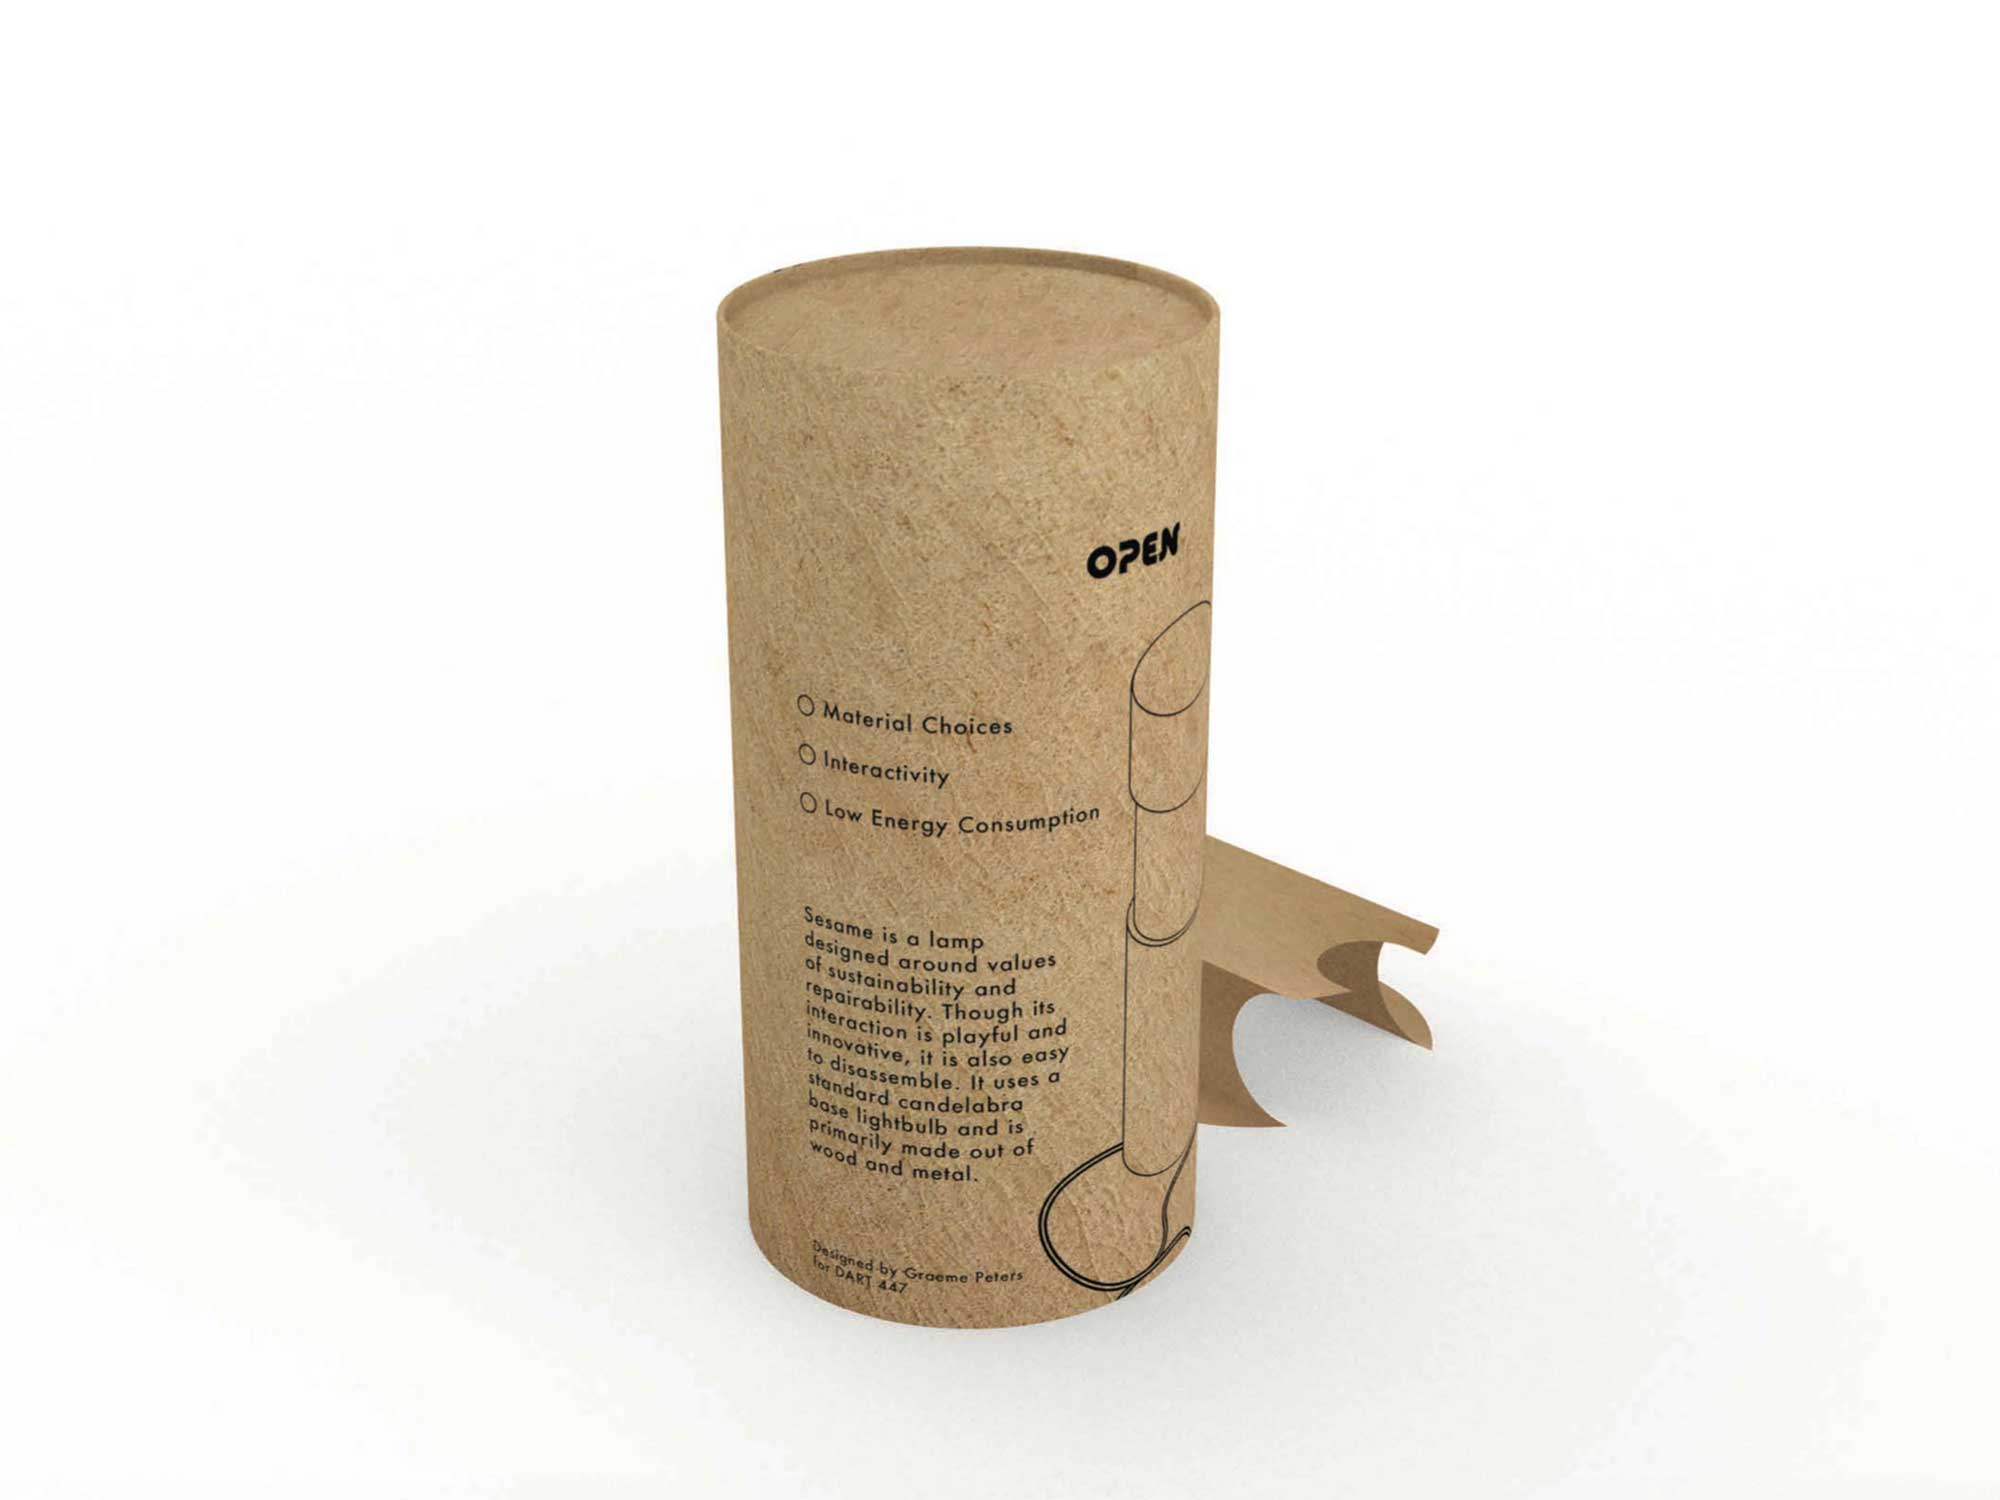 OPEN
Material Choices
Interactivity
Low Energy Consumption
Sesame is a lamp
designed around values
of sustainability and
repairability. Though its
interaction is playful and
innovative, it is also easy
to disassemble. It uses a
standard candelabra
base lightbulb and is
primarily made out of
wood and metal.
Designed by Graeme Peters
for DART 447